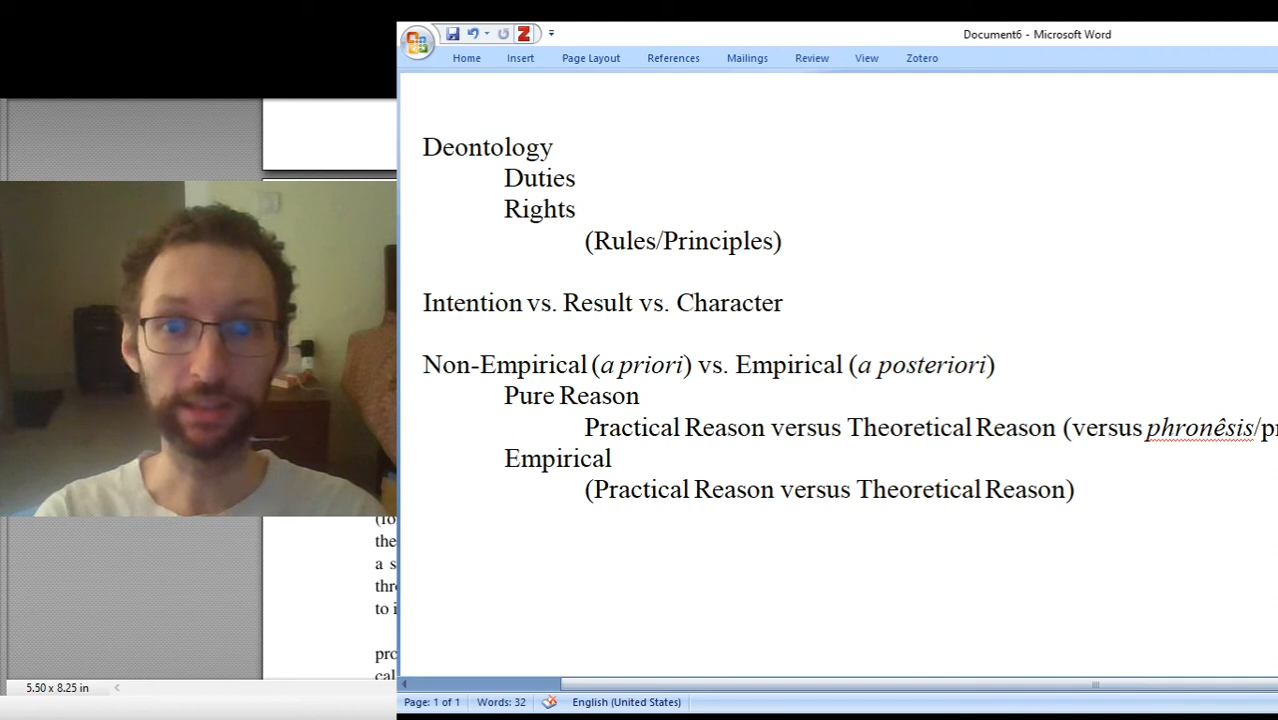 Document6 - Microsoft Word
Home Insert Page Layout References Mailings Review View Zotero
Deontology
Duties
Rights
(Rules/Principles)
Intention vs. Result vs. Character
Non-Empirical (a priori) vs. Empirical (a posteriori)
Pure Reason
Practical Reason versus Theoretical Reason (versus phronêsis/
Empirical
(Practical Reason versus Theoretical Reason)
the
a s
to i
5.50 x 8.25 in
Page: 1 of 1 Words: 32 English (United States)